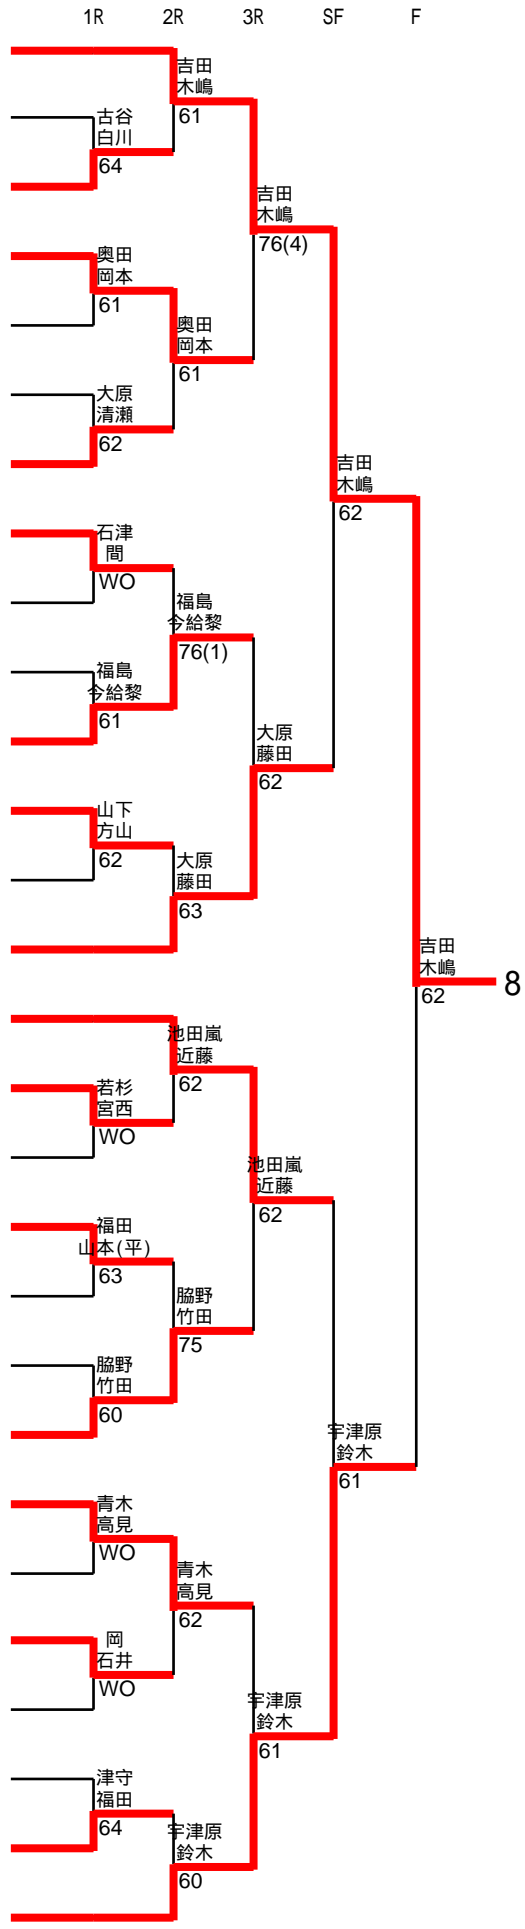 1R 2R 3R SF F
吉田
木嶋
61
古谷
白川
64
吉田
木嶋
76(4)
奥田
岡本
61
奥田
岡本
61
大原
清瀬
62
吉田
木嶋
62
石津
間
WO
福島
今給黎
76(1)
福島
今給黎
61
大原
藤田
62
山下
方山
62
大原
藤田
63
吉田
木嶋
62
8
池田嵐
近藤
62
若杉
宮西
WO
池田嵐
近藤
62
福田
山本(平)
63
脇野
竹田
75
脇野
竹田
60
宇津原
鈴木
61
青木
高見
WO
青木
高見
62
岡
石井
WO
宇津原
鈴木
61
津守
福田
64
宇津原
鈴木
60